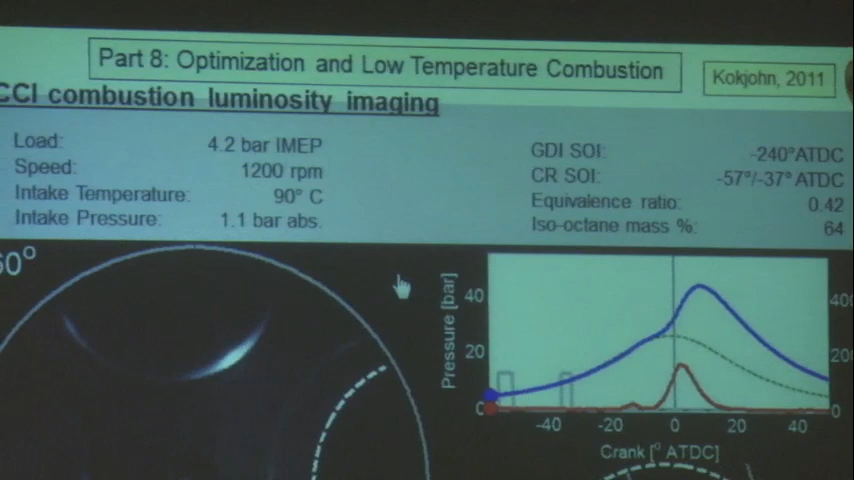 Part 8: Optimization and Low Temperature Combustion
Kokjohn, 2011
CCI combustion luminosity imaging
Load: 4.2 bar IMEP
Speed: 1200 rpm
Intake Temperature: 90° C
Intake Pressure: 1.1 bar abs.
GDI SOI: -240°ATDC
CR SOI: -57°/-37° ATDC
Equivalence ratio: 0.42
Iso-octane mass %: 64
60°
Pressure [bar]
40
20
0
400
200
0
-40 -20 0 20 40
Crank [° ATDC]